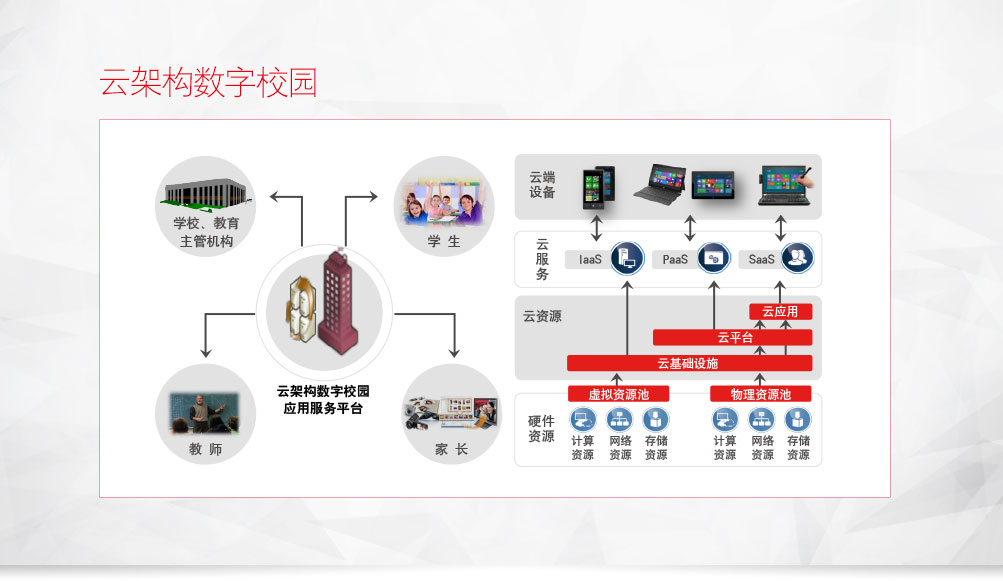 云架构数字校园
学校、教育
主管机构
学 生
云架构数字校园
应用服务平台
教 师
家 长
云端
设备
云
服
务
IaaS
PaaS
SaaS
云资源
云应用
云平台
云基础设施
虚拟资源池
物理资源池
硬件
资源
计算
资源
网络
资源
存储
资源
计算
资源
网络
资源
存储
资源